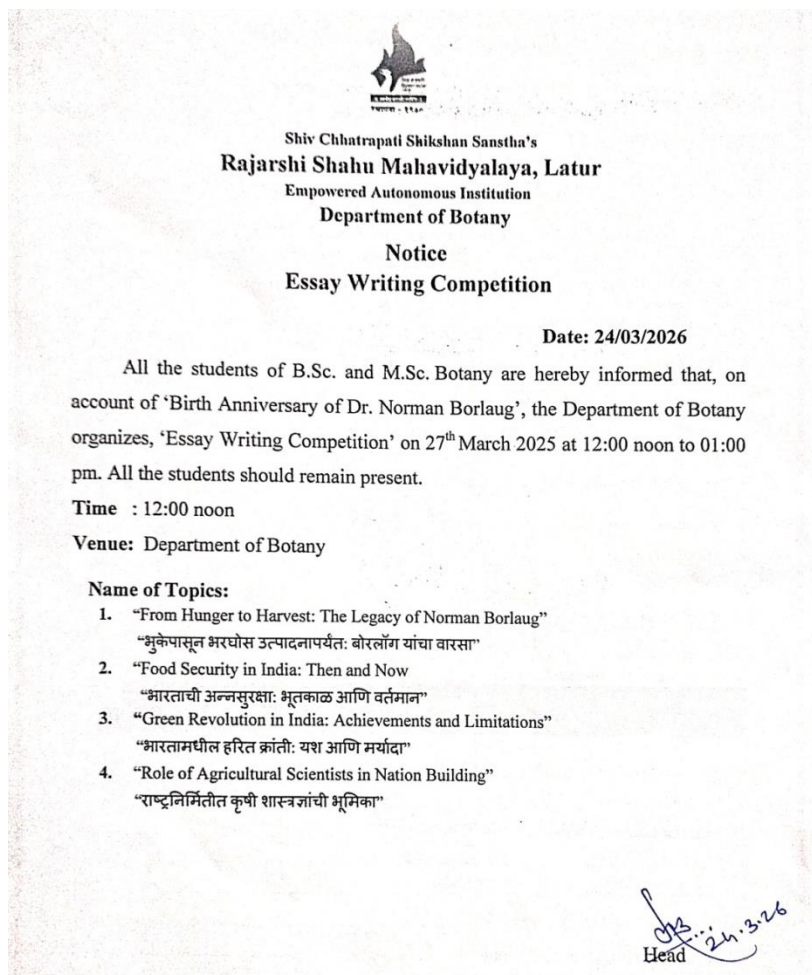 स्थापना - १९७०
Shiv Chhatrapati Shikshan Sanstha's
Rajarshi Shahu Mahavidyalaya, Latur
Empowered Autonomous Institution
Department of Botany
Notice
Essay Writing Competition
Date: 24/03/2026
All the students of B.Sc. and M.Sc. Botany are hereby informed that, on
account of ‘Birth Anniversary of Dr. Norman Borlaug’, the Department of Botany
organizes, ‘Essay Writing Competition’ on 27th March 2025 at 12:00 noon to 01:00
pm. All the students should remain present.
Time : 12:00 noon
Venue: Department of Botany
Name of Topics:
1. “From Hunger to Harvest: The Legacy of Norman Borlaug”
“भुकेपासून भरघोस उत्पादनापर्यंत: बोरलॉग यांचा वारसा”
2. “Food Security in India: Then and Now
“भारताची अन्नसुरक्षा: भूतकाळ आणि वर्तमान”
3. “Green Revolution in India: Achievements and Limitations”
“भारतामधील हरित क्रांती: यश आणि मर्यादा”
4. “Role of Agricultural Scientists in Nation Building”
“राष्ट्रनिर्मितीत कृषी शास्त्रज्ञांची भूमिका”
24.3.26
Head